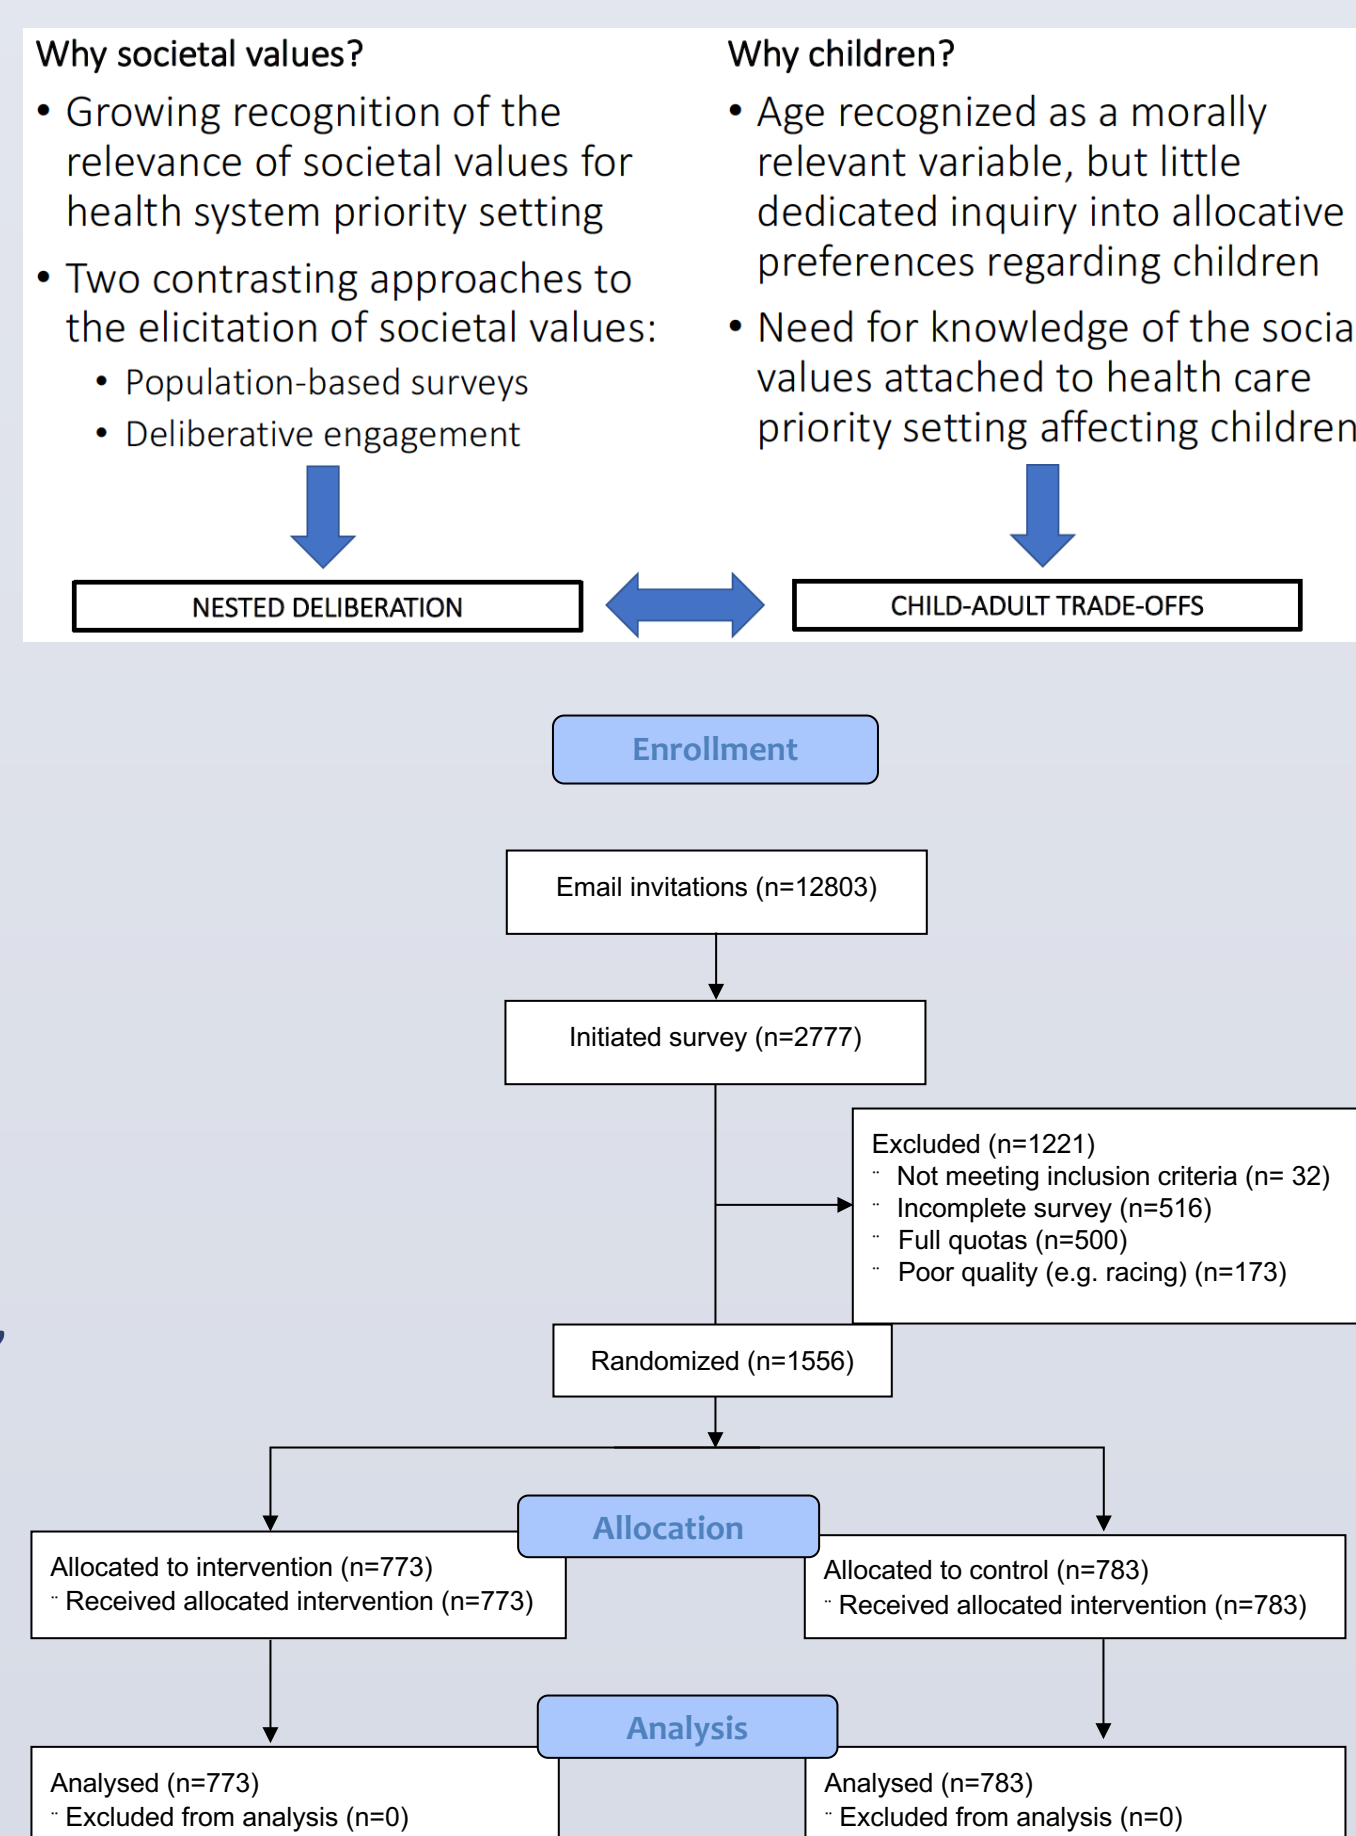 Why societal values?
• Growing recognition of the
relevance of societal values for
health system priority setting
• Two contrasting approaches to
the elicitation of societal values:
• Population-based surveys
• Deliberative engagement
NESTED DELIBERATION
Why children?
• Age recognized as a morally
relevant variable, but little
dedicated inquiry into allocative
preferences regarding children
• Need for knowledge of the socia
values attached to health care
priority setting affecting children
CHILD-ADULT TRADE-OFFS
Enrollment
Email invitations (n=12803)
Initiated survey (n=2777)
Excluded (n=1221)
¨ Not meeting inclusion criteria (n= 32)
¨ Incomplete survey (n=516)
¨ Full quotas (n=500)
¨ Poor quality (e.g. racing) (n=173)
Randomized (n=1556)
Allocation
Allocated to intervention (n=773)
¨ Received allocated intervention (n=773)
Allocated to control (n=783)
¨ Received allocated intervention (n=783)
Analysis
Analysed (n=773)
¨ Excluded from analysis (n=0)
Analysed (n=783)
¨ Excluded from analysis (n=0)